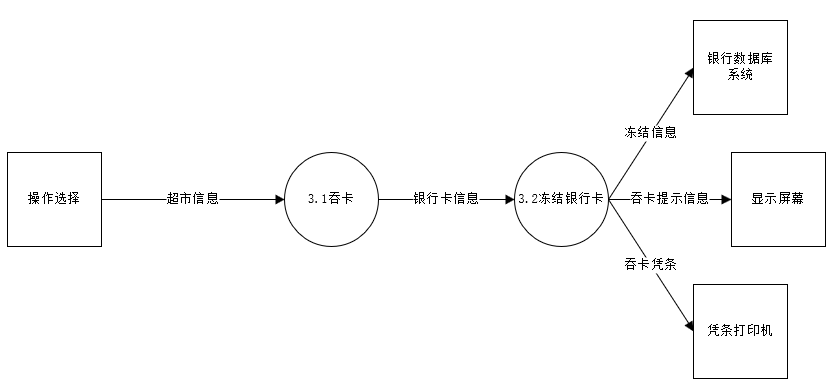 银行数据库
系统
冻结信息
操作选择
超市信息
3.1吞卡
银行卡信息
3.2冻结银行卡
吞卡提示信息
显示屏幕
吞卡凭条
凭条打印机